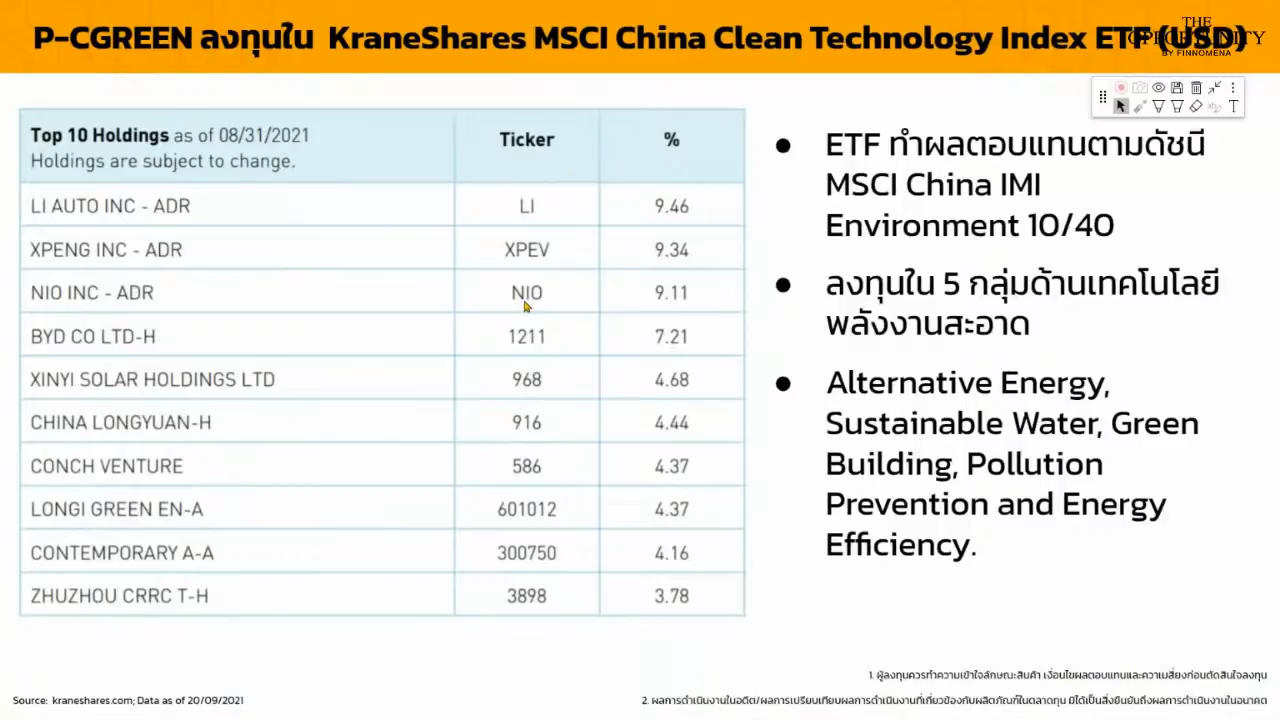 P-CGREEN ลงทุนใน KraneShares MSCI China Clean Technology Index ETF (USD)
THE
OPPORTUNITY
BY FINNOMENA
Top 10 Holdings as of 08/31/2021
Holdings are subject to change.
Ticker
%
LI AUTO INC - ADR LI 9.46
XPENG INC - ADR XPEV 9.34
NIO INC - ADR NIO 9.11
BYD CO LTD-H 1211 7.21
XINYI SOLAR HOLDINGS LTD 968 4.68
CHINA LONGYUAN-H 916 4.44
CONCH VENTURE 586 4.37
LONGI GREEN EN-A 601012 4.37
CONTEMPORARY A-A 300750 4.16
ZHUZHOU CRRC T-H 3898 3.78
● ETF ทำผลตอบแทนตามดัชนี
MSCI China IMI
Environment 10/40
● ลงทุนใน 5 กลุ่มด้านเทคโนโลยี
พลังงานสะอาด
● Alternative Energy,
Sustainable Water, Green
Building, Pollution
Prevention and Energy
Efficiency.
1. ผู้ลงทุนควรทำความเข้าใจลักษณะสินค้า เงื่อนไขผลตอบแทนและความเสี่ยงก่อนตัดสินใจลงทุน
Source: kraneshares.com; Data as of 20/09/2021
2. ผลการดำเนินงานในอดีต/ผลการเปรียบเทียบผลการดำเนินงานที่เกี่ยวข้องกับผลิตภัณฑ์ในตลาดทุน มิได้เป็นสิ่งยืนยันถึงผลการดำเนินงานในอนาคต